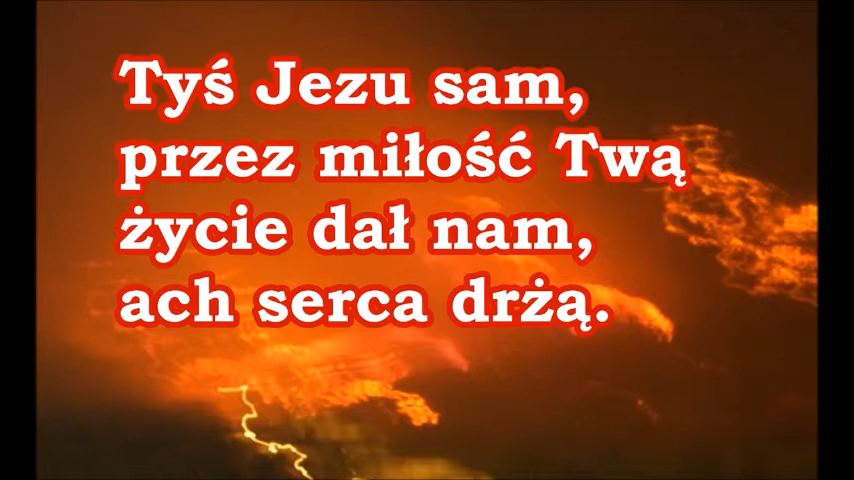 Tyś Jezu sam,
przez miłość Twą
życie dał nam,
ach serca drżą.